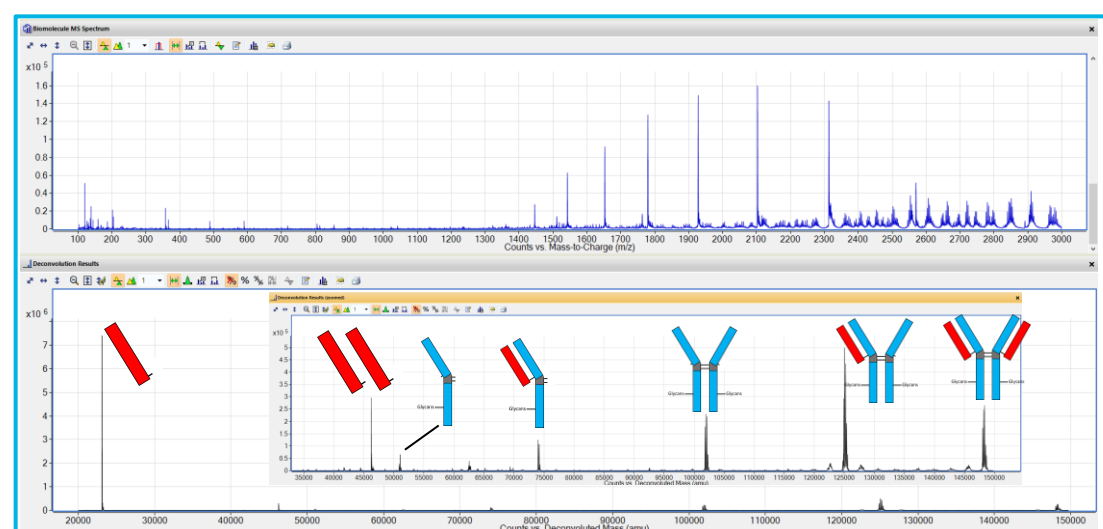 Biomolecule MS Spectrum
1
x10 5
1.6
1.4
1.2
1
0.8
0.6
0.4
0.2
0
100 200 300 400 500 600 700 800 900 1000 1100 1200 1300 1400 1500 1600 1700 1800 1900 2000 2100 2200 2300 2400 2500 2600 2700 2800 2900 3000
Counts vs. Mass-to-Charge (m/z)
Deconvolution Results
1
x10 6
7
6
5
4
3
2
1
0
Deconvolution Results (zoomed)
1
x10 5
5
4.5
4
3.5
3
2.5
2
1.5
1
0.5
0
Glycans
Glycans
Glycans Glycans
Glycans Glycans
Glycans Glycans
35000 40000 45000 50000 55000 60000 65000 70000 75000 80000 85000 90000 95000 100000 105000 110000 115000 120000 125000 130000 135000 140000 145000 150000
Counts vs. Deconvoluted Mass (amu)
20000 30000 40000 50000 60000 70000 80000 90000 100000 110000 120000 130000 140000 150000
Counts vs. Deconvoluted Mass (amu)